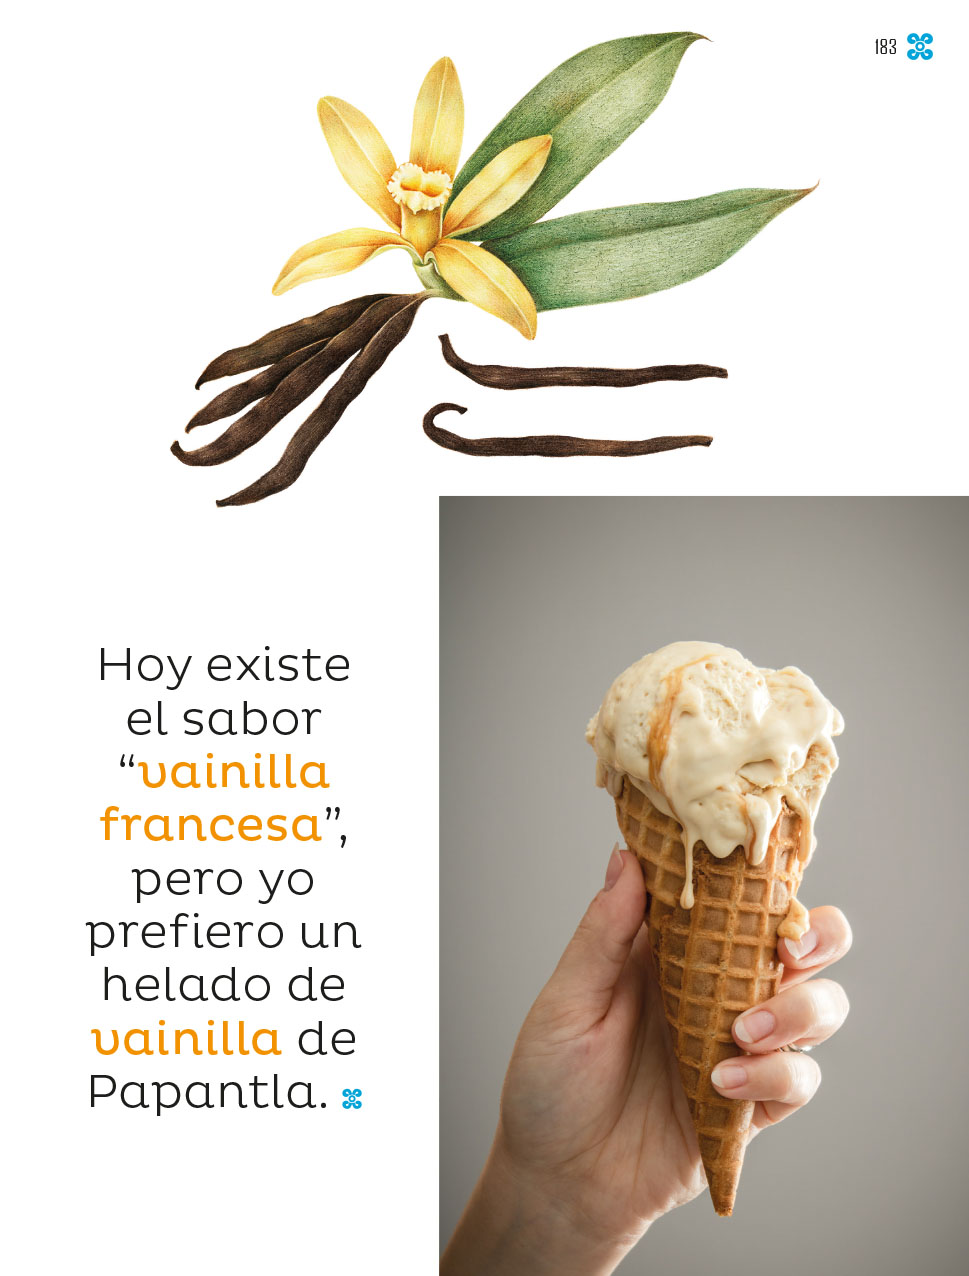 183
Hoy existe
el sabor
“vainilla
francesa”,
pero yo
prefiero un
helado de
vainilla de
Papantla.